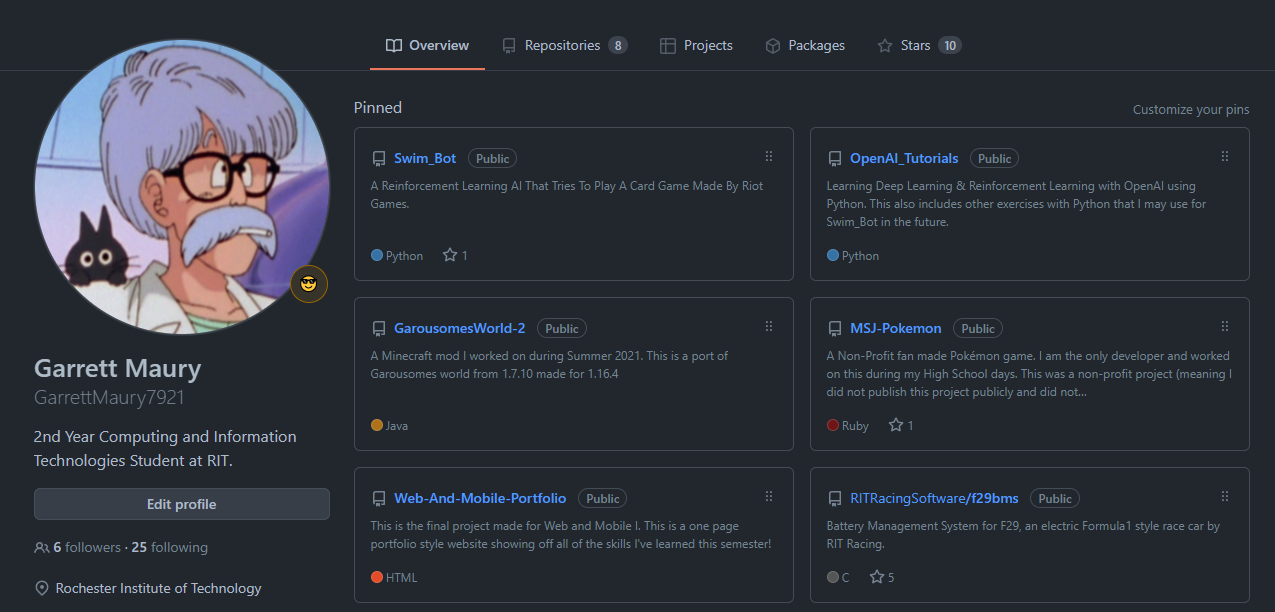 Overview
Repositories 8
Projects
Packages
Stars 10
Garrett Maury
GarrettMaury7921
2nd Year Computing and Information
Technologies Student at RIT.
Edit profile
6 followers · 25 following
Rochester Institute of Technology
Pinned
Customize your pins
Swim_Bot Public
A Reinforcement Learning AI That Tries To Play A Card Game Made By Riot
Games.
Python 1
OpenAI_Tutorials Public
Learning Deep Learning & Reinforcement Learning with OpenAI using
Python. This also includes other exercises with Python that I may use for
Swim_Bot in the future.
Python
GarousomesWorld-2 Public
A Minecraft mod I worked on during Summer 2021. This is a port of
Garousomes world from 1.7.10 made for 1.16.4
Java
MSJ-Pokemon Public
A Non-Profit fan made Pokémon game. I am the only developer and worked
on this during my High School days. This was a non-profit project (meaning I
did not publish this project publicly and did not...
Ruby 1
Web-And-Mobile-Portfolio Public
This is the final project made for Web and Mobile I. This is a one page
portfolio style website showing off all of the skills I've learned this semester!
HTML
RITRacingSoftware/f29bms Public
Battery Management System for F29, an electric Formula1 style race car by
RIT Racing.
C 5